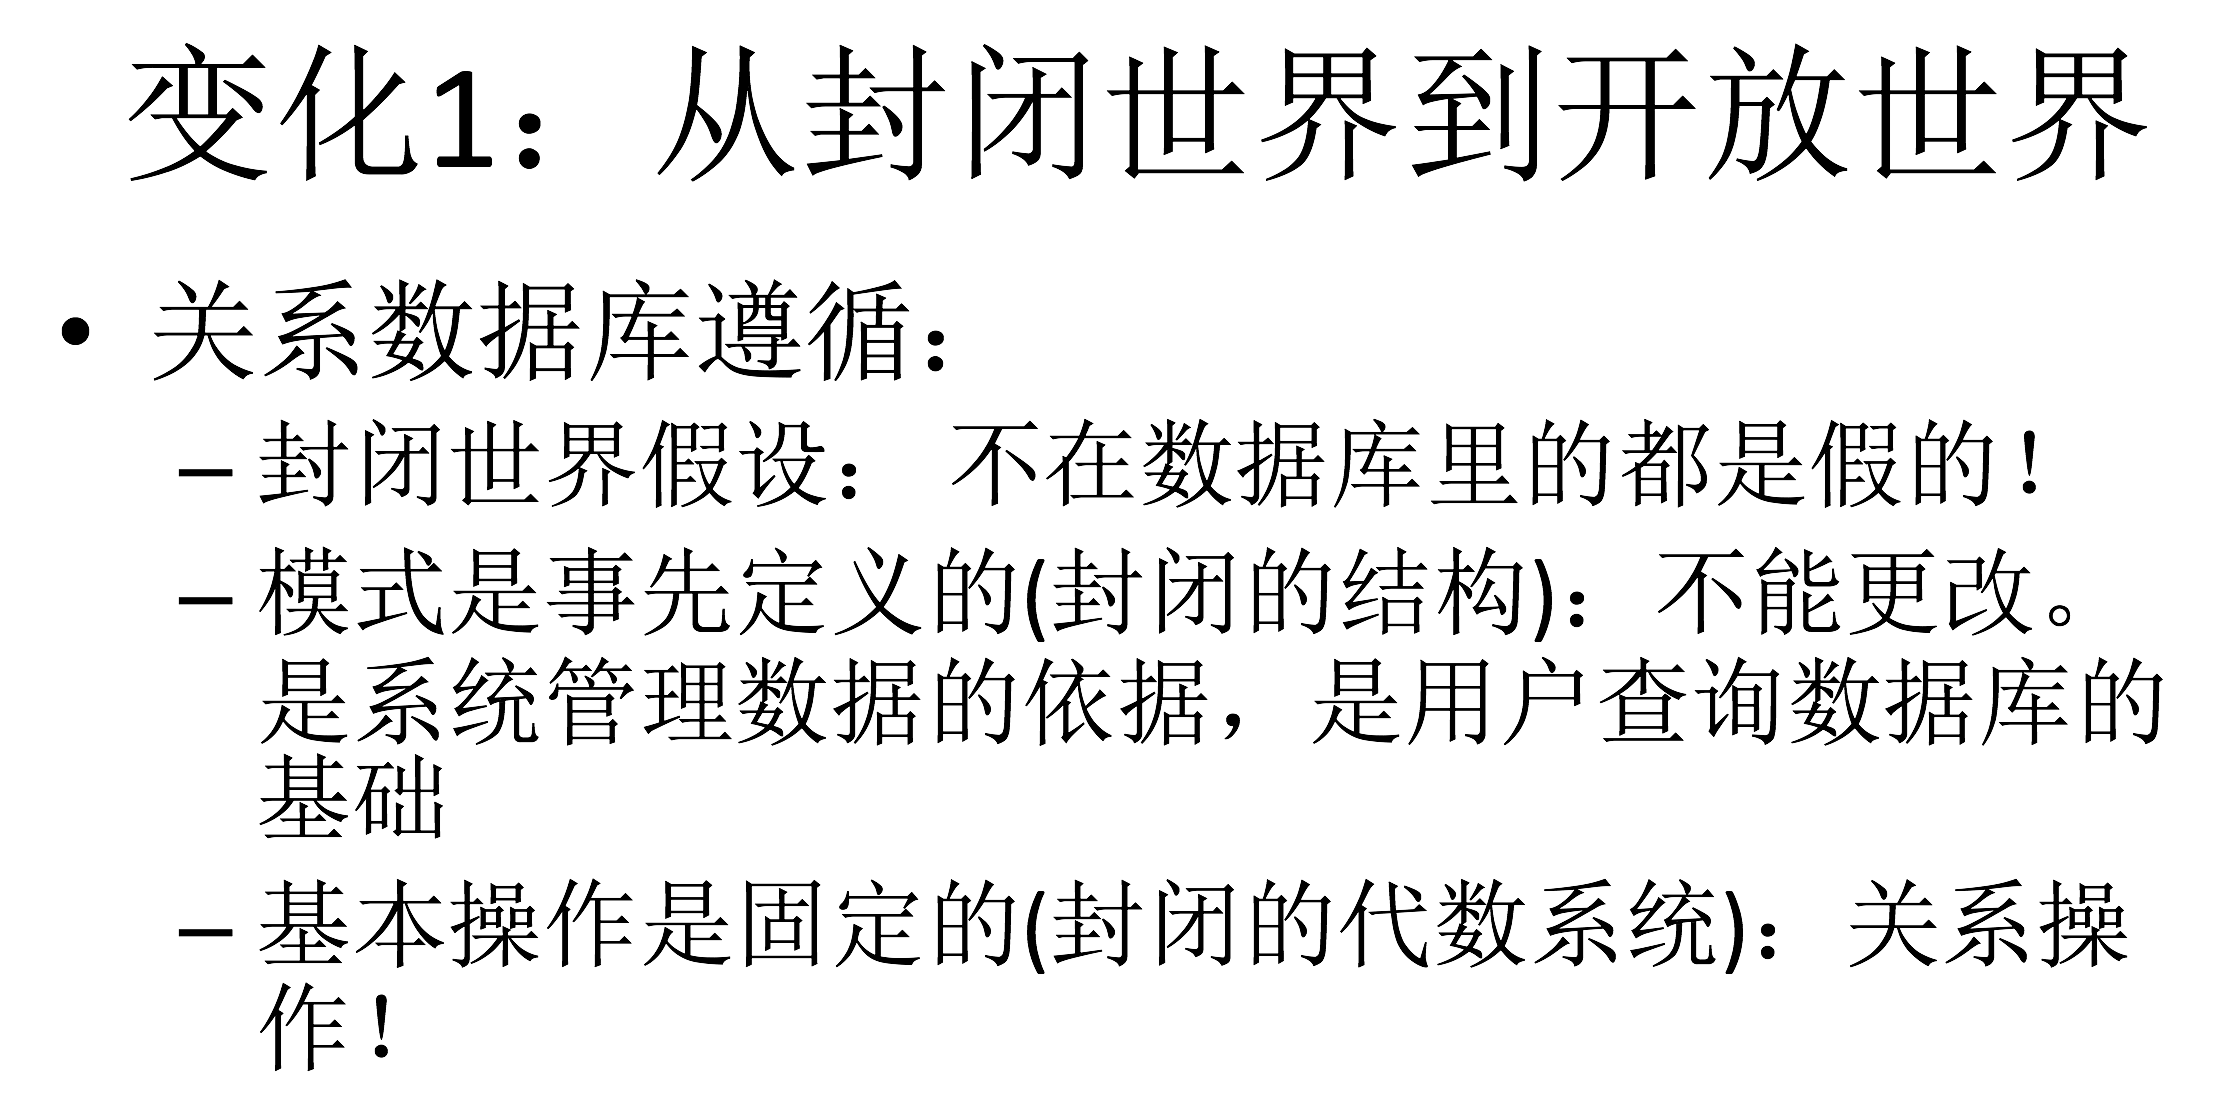 变化1：从封闭世界到开放世界
• 关系数据库遵循：
– 封闭世界假设： 不在数据库里的都是假的！
– 模式是事先定义的(封闭的结构)：不能更改。
是系统管理数据的依据，是用户查询数据库的
基础
– 基本操作是固定的(封闭的代数系统)：关系操
作！